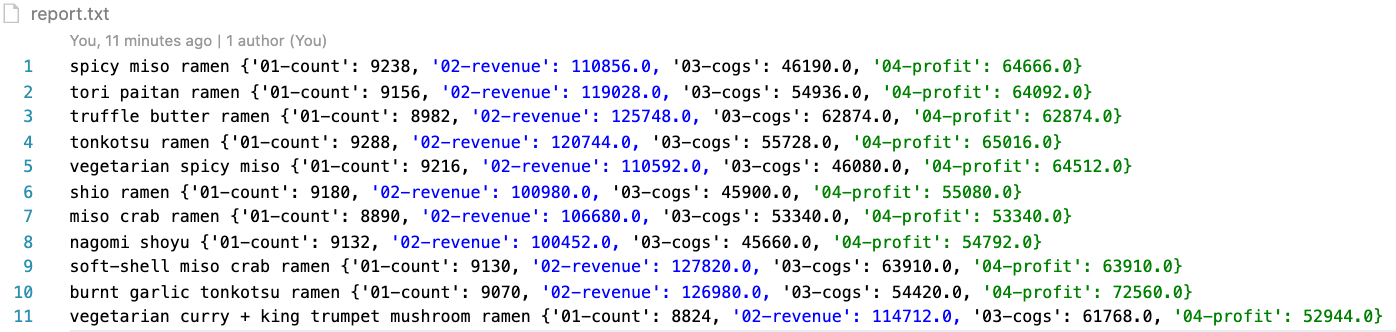 report.txt
You, 11 minutes ago | 1 author (You)
1 spicy miso ramen {'01-count': 9238, '02-revenue': 110856.0, '03-cogs': 46190.0, '04-profit': 64666.0}
2 tori paitan ramen {'01-count': 9156, '02-revenue': 119028.0, '03-cogs': 54936.0, '04-profit': 64092.0}
3 truffle butter ramen {'01-count': 8982, '02-revenue': 125748.0, '03-cogs': 62874.0, '04-profit': 62874.0}
4 tonkotsu ramen {'01-count': 9288, '02-revenue': 120744.0, '03-cogs': 55728.0, '04-profit': 65016.0}
5 vegetarian spicy miso {'01-count': 9216, '02-revenue': 110592.0, '03-cogs': 46080.0, '04-profit': 64512.0}
6 shio ramen {'01-count': 9180, '02-revenue': 100980.0, '03-cogs': 45900.0, '04-profit': 55080.0}
7 miso crab ramen {'01-count': 8890, '02-revenue': 106680.0, '03-cogs': 53340.0, '04-profit': 53340.0}
8 nagomi shoyu {'01-count': 9132, '02-revenue': 100452.0, '03-cogs': 45660.0, '04-profit': 54792.0}
9 soft-shell miso crab ramen {'01-count': 9130, '02-revenue': 127820.0, '03-cogs': 63910.0, '04-profit': 63910.0}
10 burnt garlic tonkotsu ramen {'01-count': 9070, '02-revenue': 126980.0, '03-cogs': 54420.0, '04-profit': 72560.0}
11 vegetarian curry + king trumpet mushroom ramen {'01-count': 8824, '02-revenue': 114712.0, '03-cogs': 61768.0, '04-profit': 52944.0}